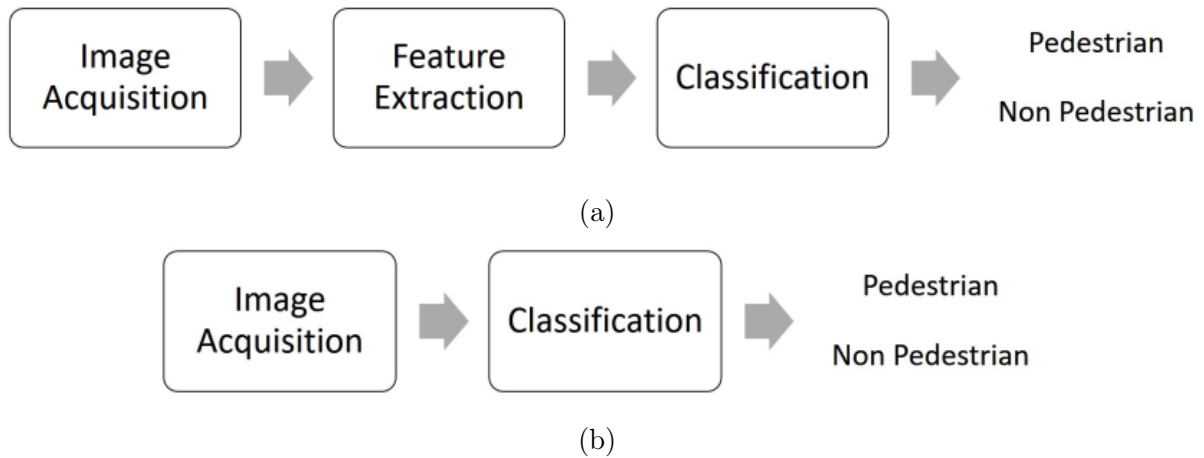 Image
Acquisition
Feature
Extraction
Classification
Pedestrian
Non Pedestrian
(a)
Image
Acquisition
Classification
Pedestrian
Non Pedestrian
(b)